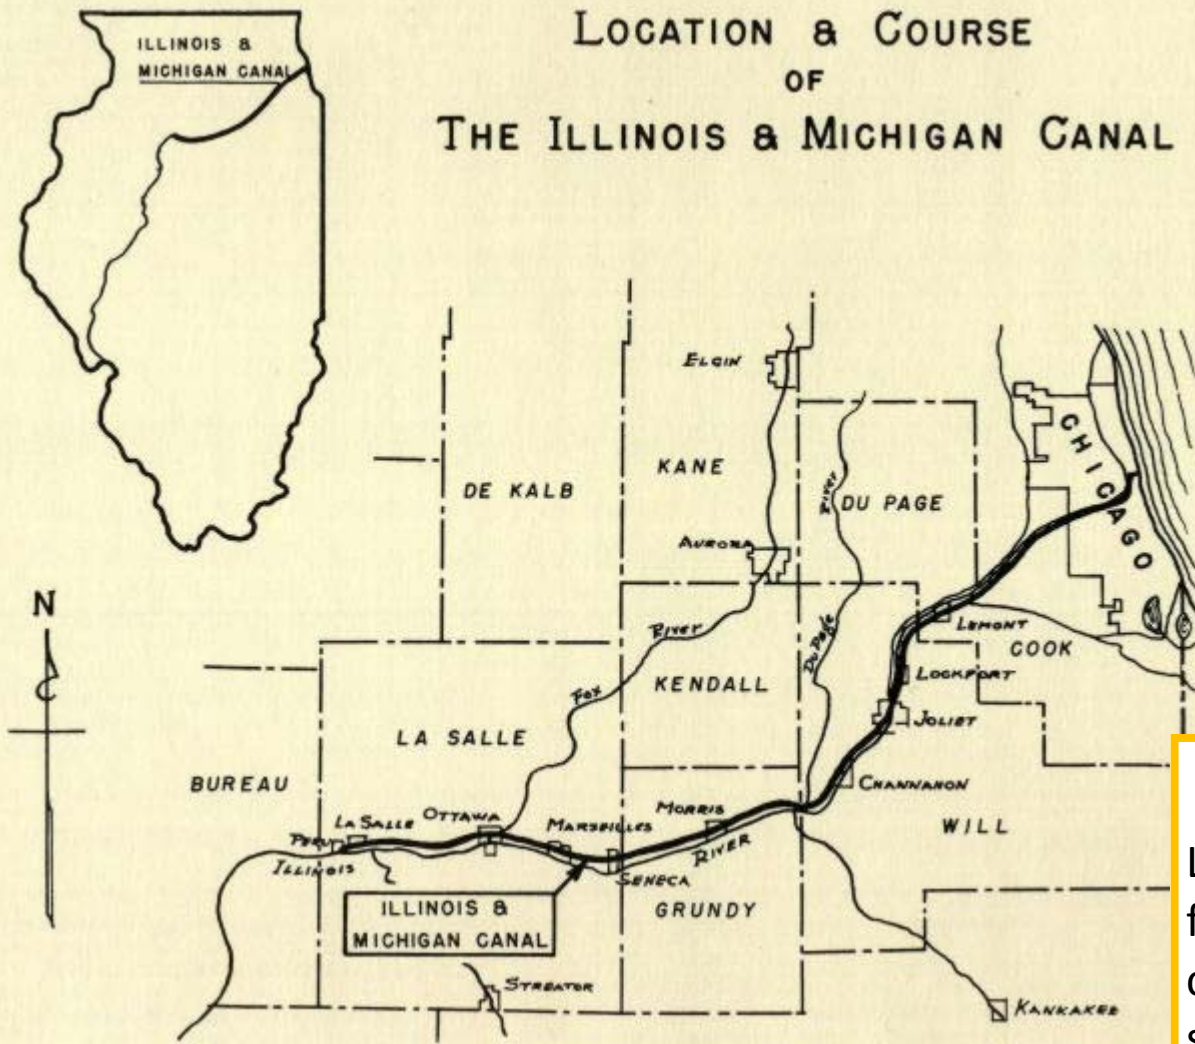 ILLINOIS &
MICHIGAN CANAL
LOCATION & COURSE
OF
THE ILLINOIS & MICHIGAN CANAL
ELGIN
CHICAGO
KANE
DE KALB
River
DU PAGE
AURORA
N
River
DuPage
LEMONT
COOK
Fox
KENDALL
LOCKPORT
LA SALLE
JOLIET
BUREAU
CHANNAHON
OTTAWA
MORRIS
LA SALLE
MARSEILLES
WILL
PERU
RIVER
ILLINOIS
SENECA
ILLINOIS &
MICHIGAN CANAL
GRUNDY
STREATOR
KANKAKEE